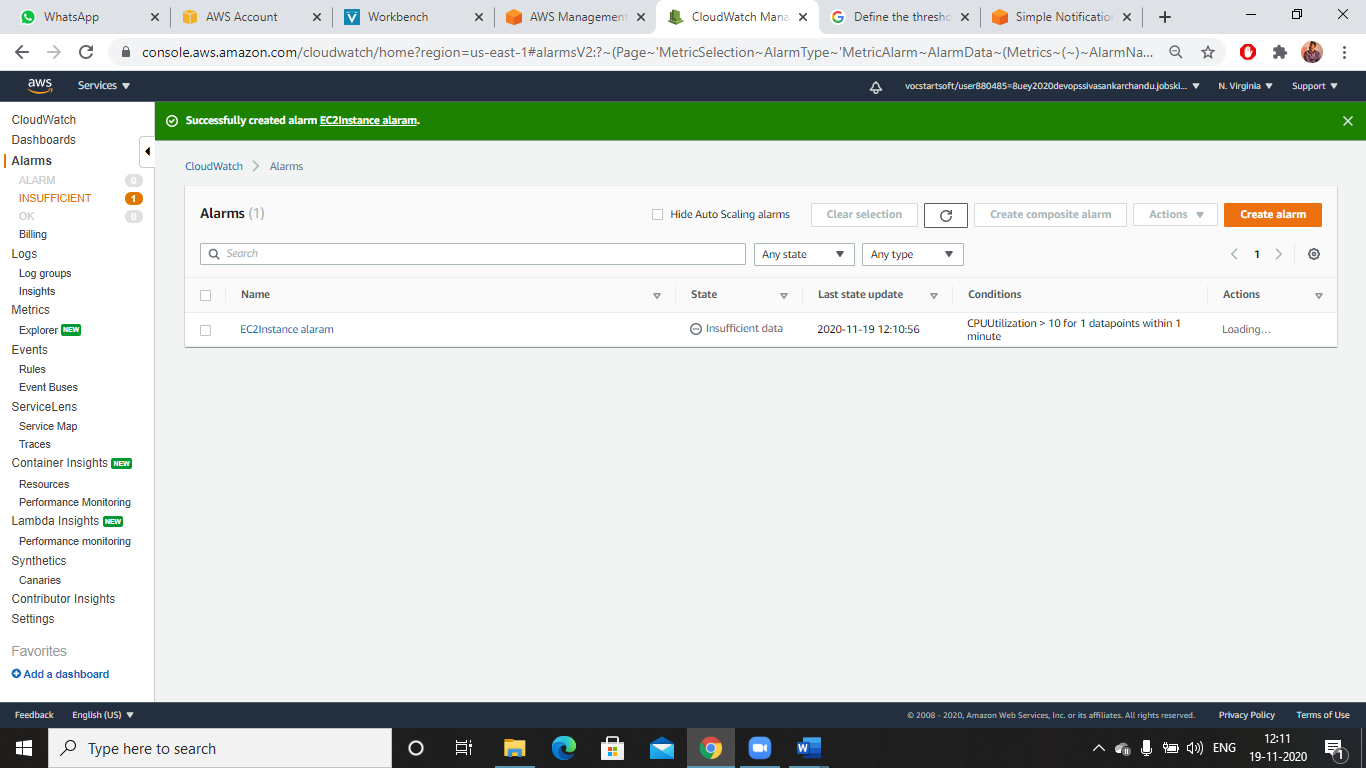 WhatsApp
AWS Account
Workbench
AWS Management
CloudWatch Mana
Define the thresho
Simple Notification
console.aws.amazon.com/cloudwatch/home?region=us-east-1#alarmsV2:?~(Page~'MetricSelection~AlarmType~'MetricAlarm~AlarmData~(Metrics~(~)~AlarmNa...
aws
Services
vocstartsoft/user880485=8uey2020devopssivasankarchandu.jobski...
N. Virginia
Support
CloudWatch
Dashboards
Alarms
ALARM 0
INSUFFICIENT 1
OK 0
Billing
Logs
Log groups
Insights
Metrics
Explorer NEW
Events
Rules
Event Buses
ServiceLens
Service Map
Traces
Container Insights NEW
Resources
Performance Monitoring
Lambda Insights NEW
Performance monitoring
Synthetics
Canaries
Contributor Insights
Settings
Favorites
Add a dashboard
Successfully created alarm EC2Instance alaram.
CloudWatch > Alarms
Alarms (1)
Hide Auto Scaling alarms
Clear selection
Create composite alarm
Actions
Create alarm
Search
Any state
Any type
1
Name State Last state update Conditions Actions
EC2Instance alaram Insufficient data 2020-11-19 12:10:56 CPUUtilization > 10 for 1 datapoints within 1
minute Loading...
Feedback English (US)
© 2008 - 2020, Amazon Web Services, Inc. or its affiliates. All rights reserved. Privacy Policy Terms of Use
Type here to search
ENG
12:11
19-11-2020
1